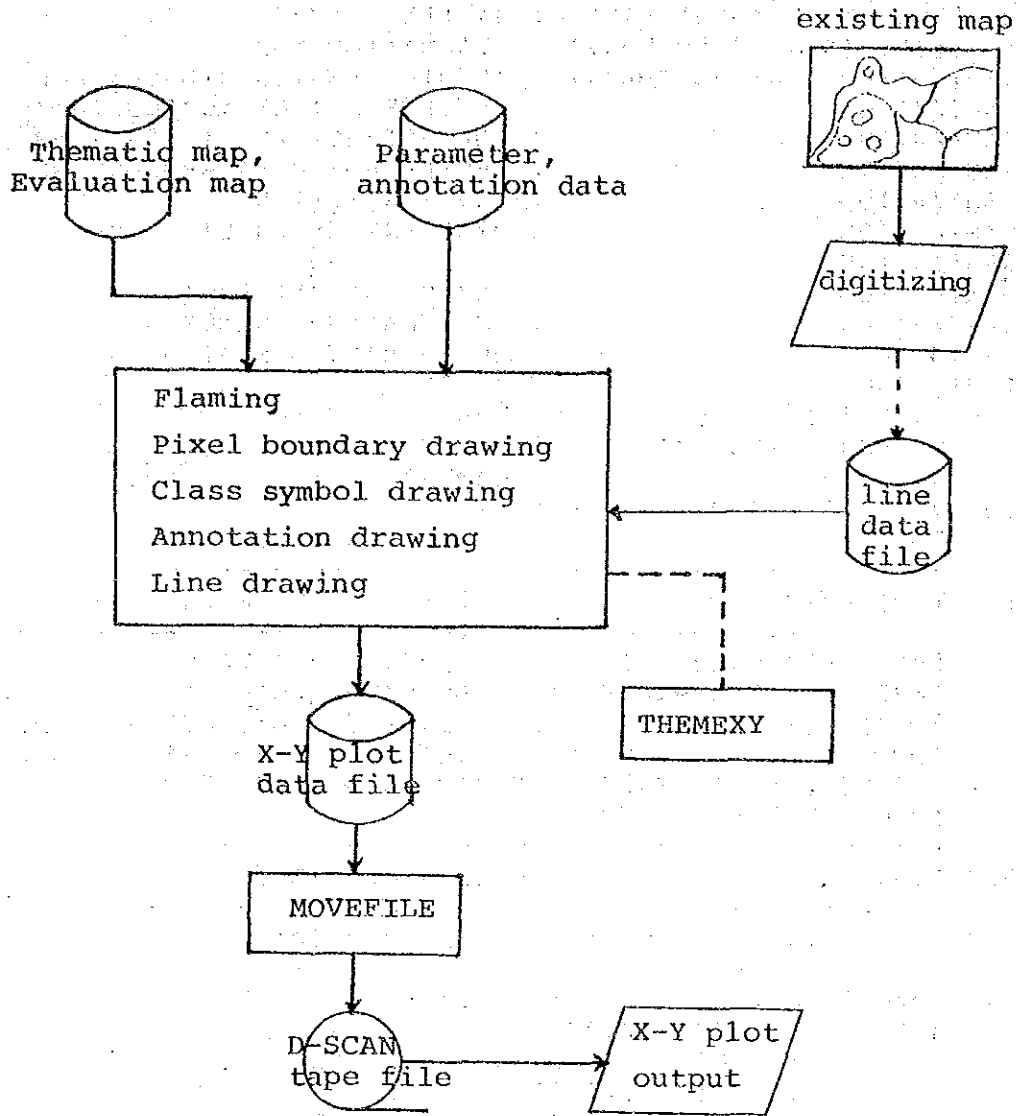 existing map
Thematic map,
Evaluation map
Parameter,
annotation data
digitizing
Flaming
Pixel boundary drawing
Class symbol drawing
Annotation drawing
Line drawing
line
data
file
THEMEXY
X-Y plot
data file
MOVEFILE
D-SCAN
tape file
X-Y plot
output